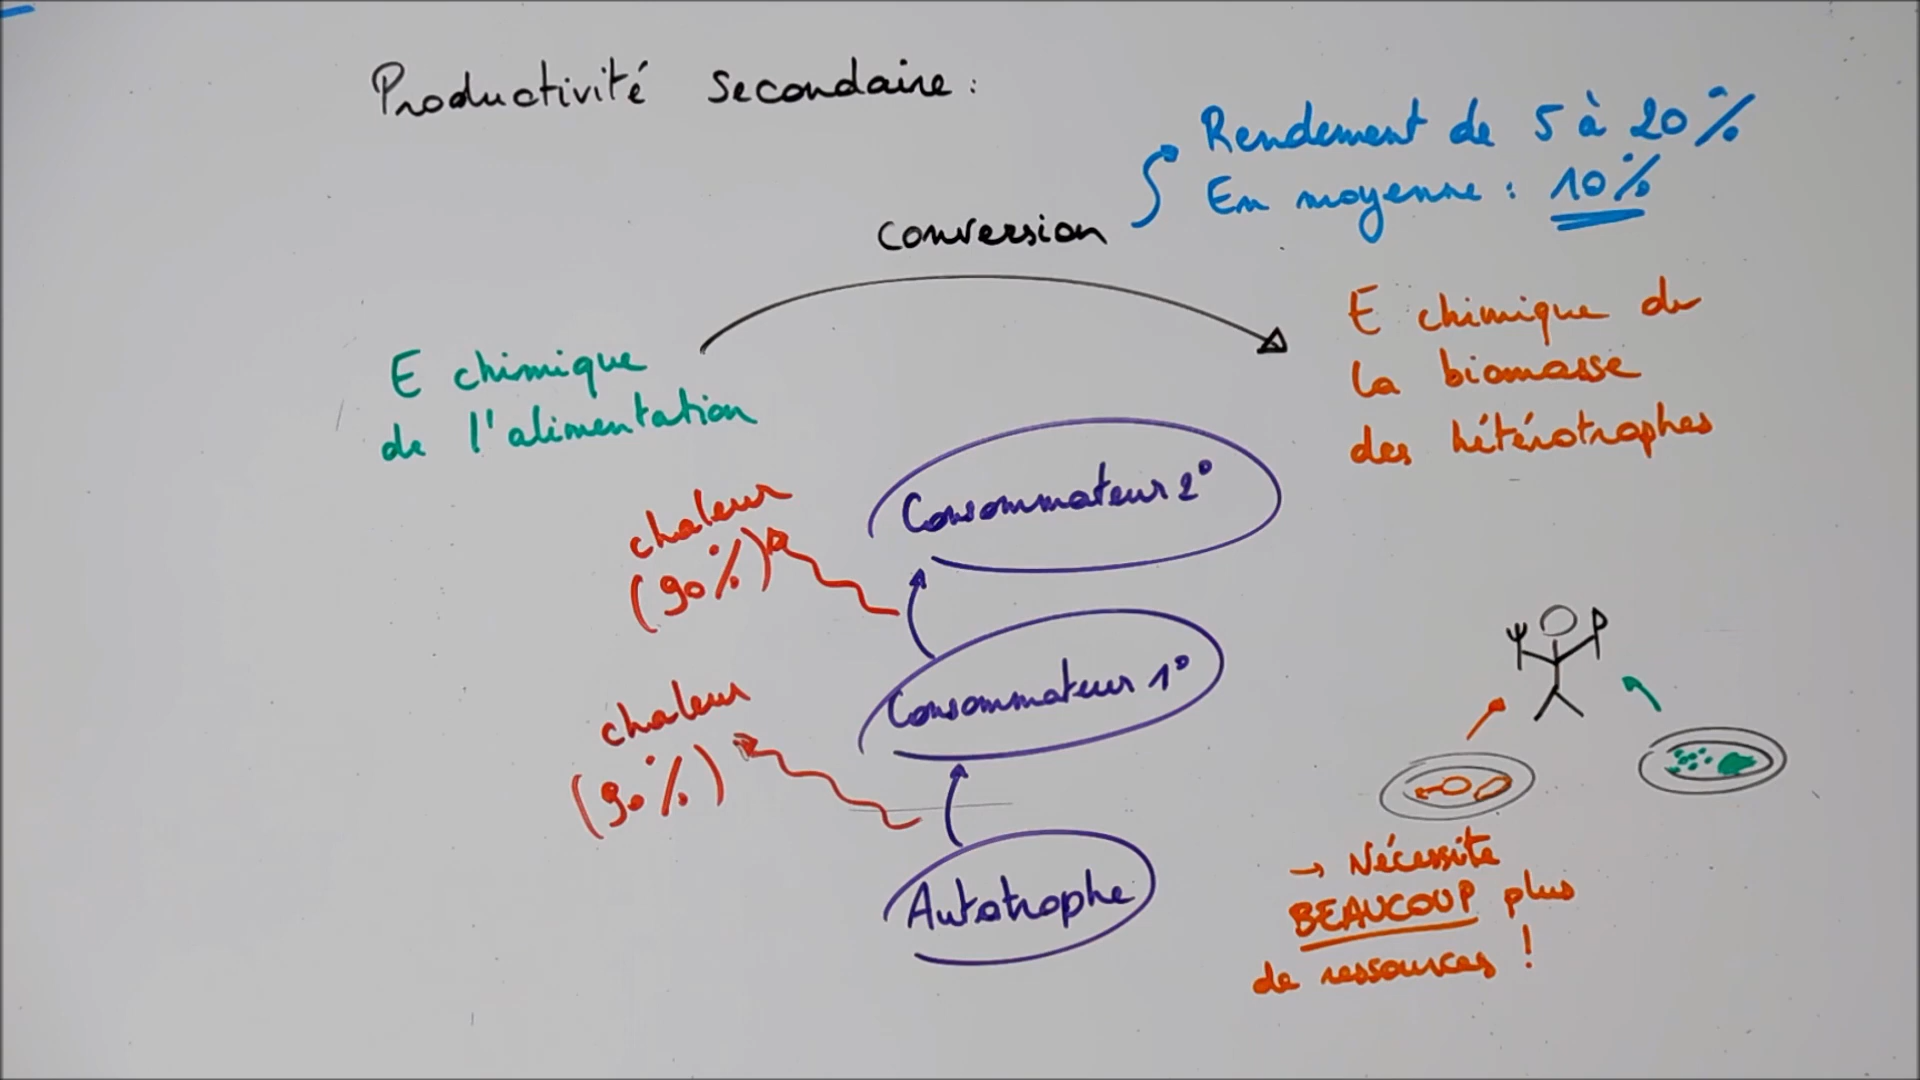 Productivité secondaire :
Rendement de 5 à 20 %
En moyenne : 10 %
conversion
E chimique
de l'alimentation
E chimique de
la biomasse
des hétérotrophes
Consommateur 2°
chaleur
(90 %)
Consommateur 1°
chaleur
(90 %)
Autotrophe
→ Nécessite
BEAUCOUP plus
de ressources !